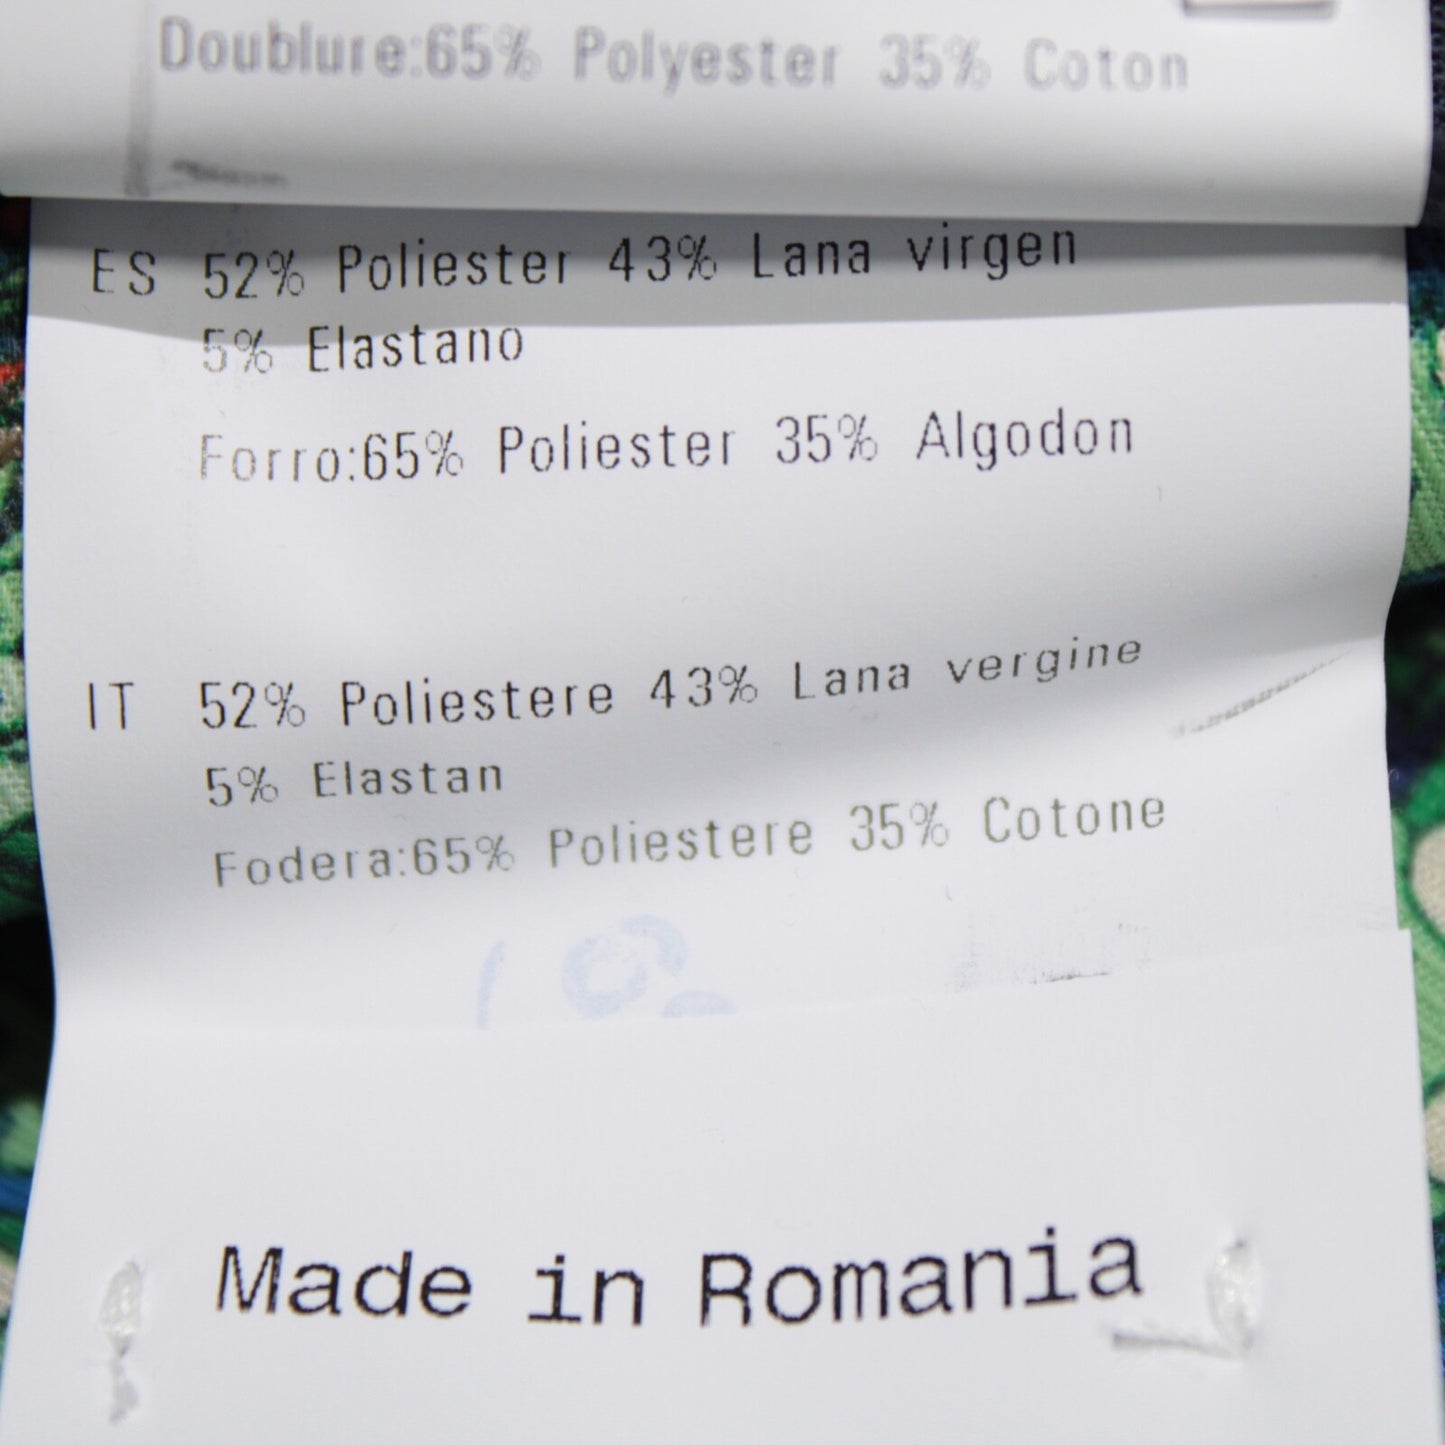 Doublure:65% Polyester 35% Coton
ES 52% Poliester 43% Lana virgen
5% Elastano
Forro:65% Poliester 35% Algodon
IT 52% Poliestere 43% Lana vergine
5% Elastan
Fodera:65% Poliestere 35% Cotone
Made in Romania